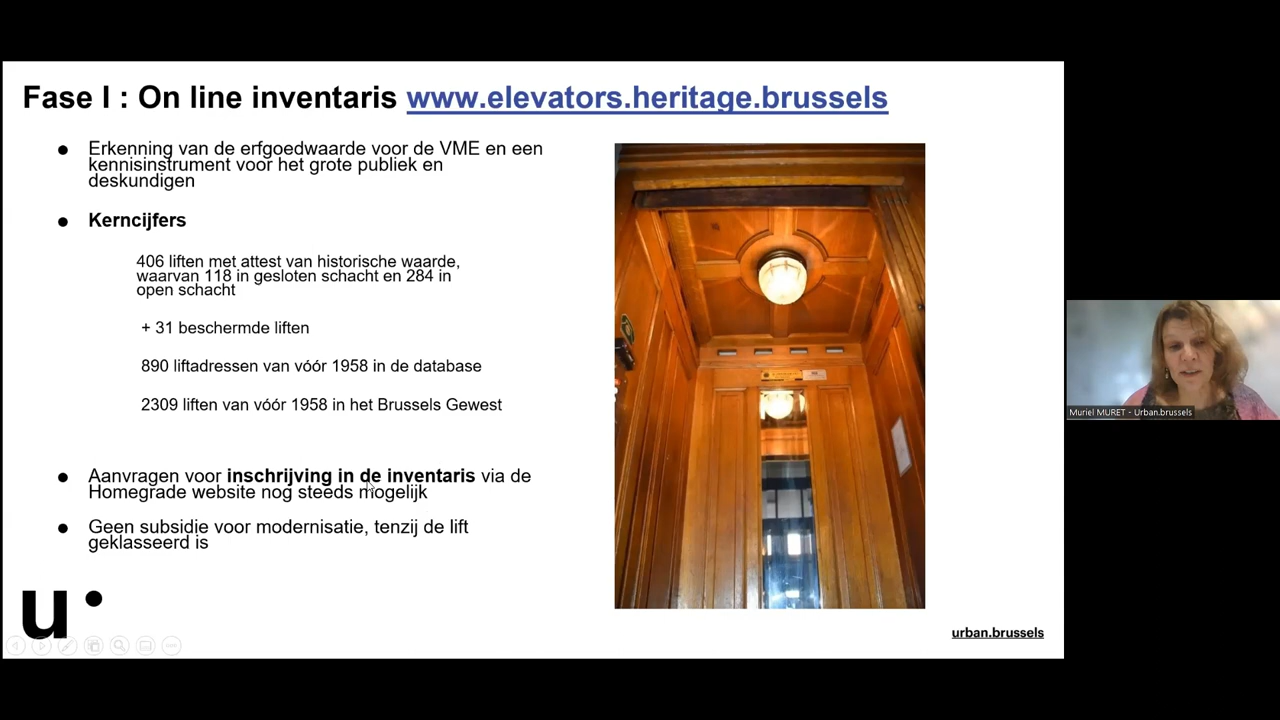 Fase I : On line inventaris www.elevators.heritage.brussels
● Erkenning van de erfgoedwaarde voor de VME en een
kennisinstrument voor het grote publiek en
deskundigen
● Kerncijfers
406 liften met attest van historische waarde,
waarvan 118 in gesloten schacht en 284 in
open schacht
+ 31 beschermde liften
890 liftadressen van vóór 1958 in de database
2309 liften van vóór 1958 in het Brussels Gewest
● Aanvragen voor inschrijving in de inventaris via de
Homegrade website nog steeds mogelijk
● Geen subsidie voor modernisatie, tenzij de lift
geklasseerd is
u
urban.brussels
Muriel MURET - Urban.brussels